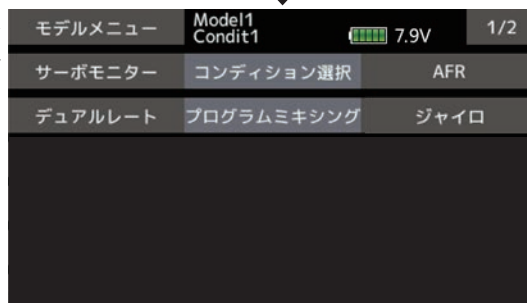 モデルメニュー Model1 Condit1 7.9V 1/2
サーボモニター コンディション選択 AFR
デュアルレート プログラムミキシング ジャイロ